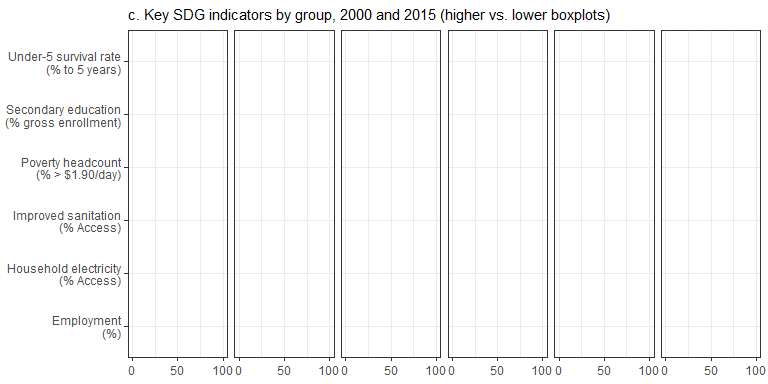 c. Key SDG indicators by group, 2000 and 2015 (higher vs. lower boxplots)
Under-5 survival rate
(% to 5 years)
Secondary education
(% gross enrollment)
Poverty headcount
(% > $1.90/day)
Improved sanitation
(% Access)
Household electricity
(% Access)
Employment
(%)
0 50 100 0 50 100 0 50 100 0 50 100 0 50 100 0 50 100